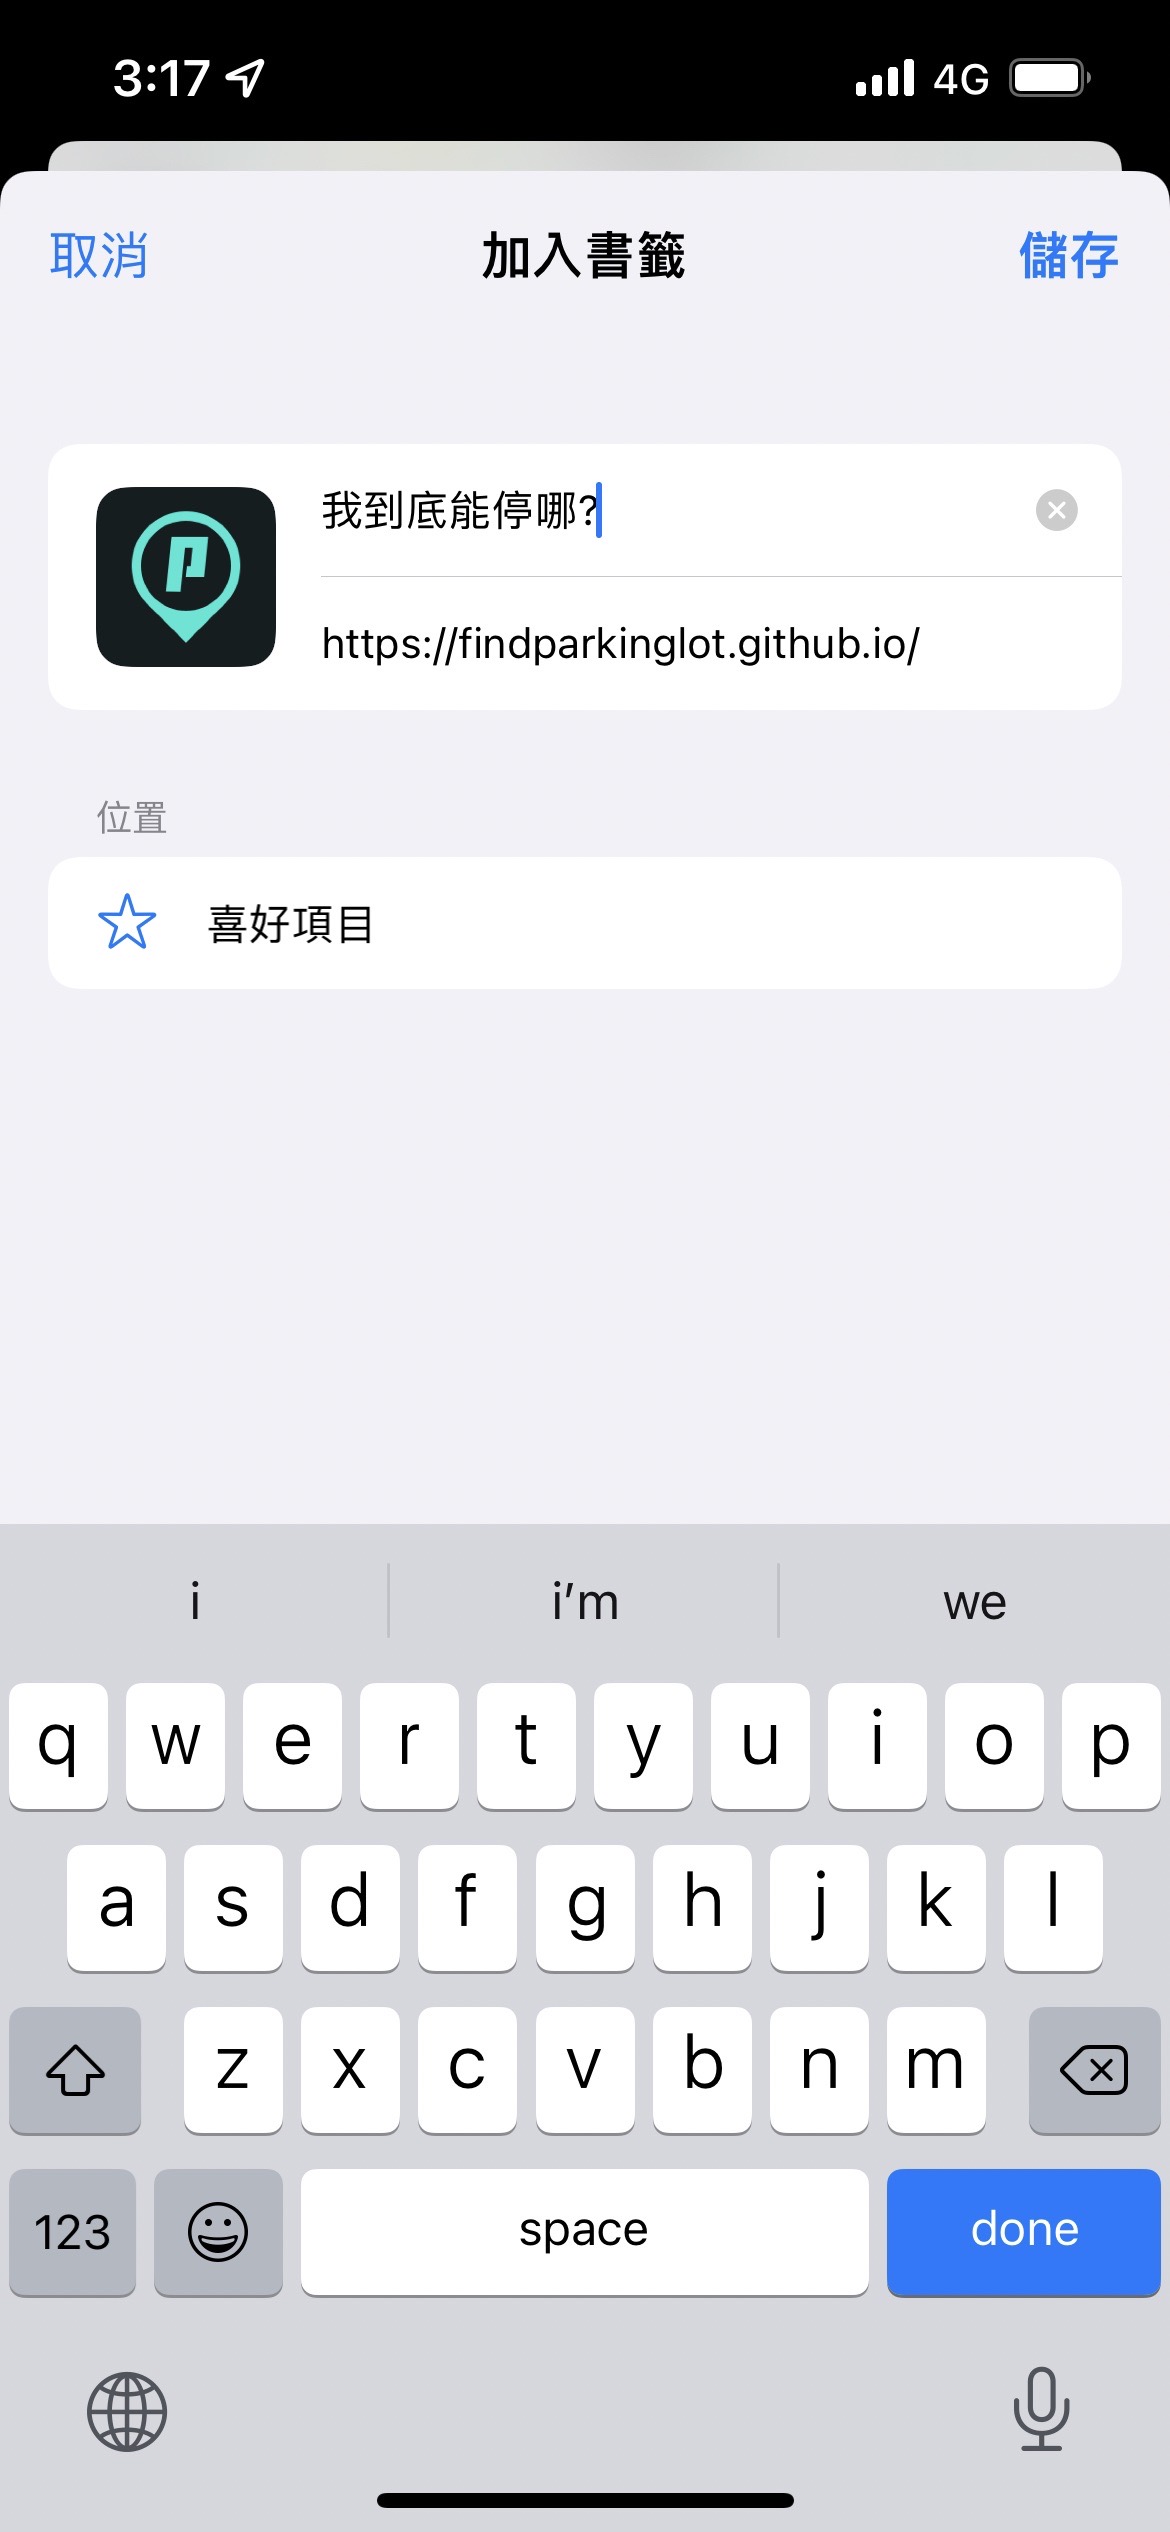 3:17
4G
取消
加入書籤
儲存
P
我到底能停哪?
https://findparkinglot.github.io/
位置
喜好項目
i
i'm
we
q w e r t y u i o p
a s d f g h j k l
z x c v b n m
123
space
done